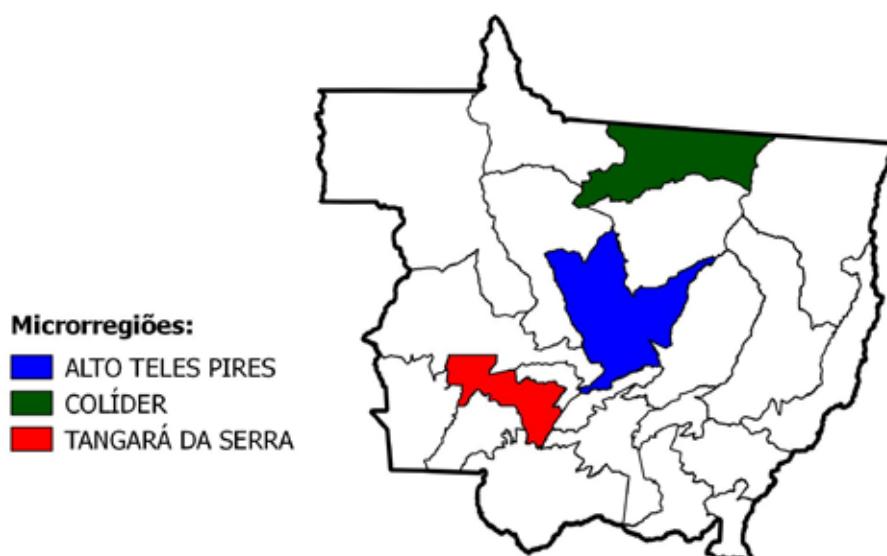 Microrregiões:
ALTO TELES PIRES
COLÍDER
TANGARÁ DA SERRA